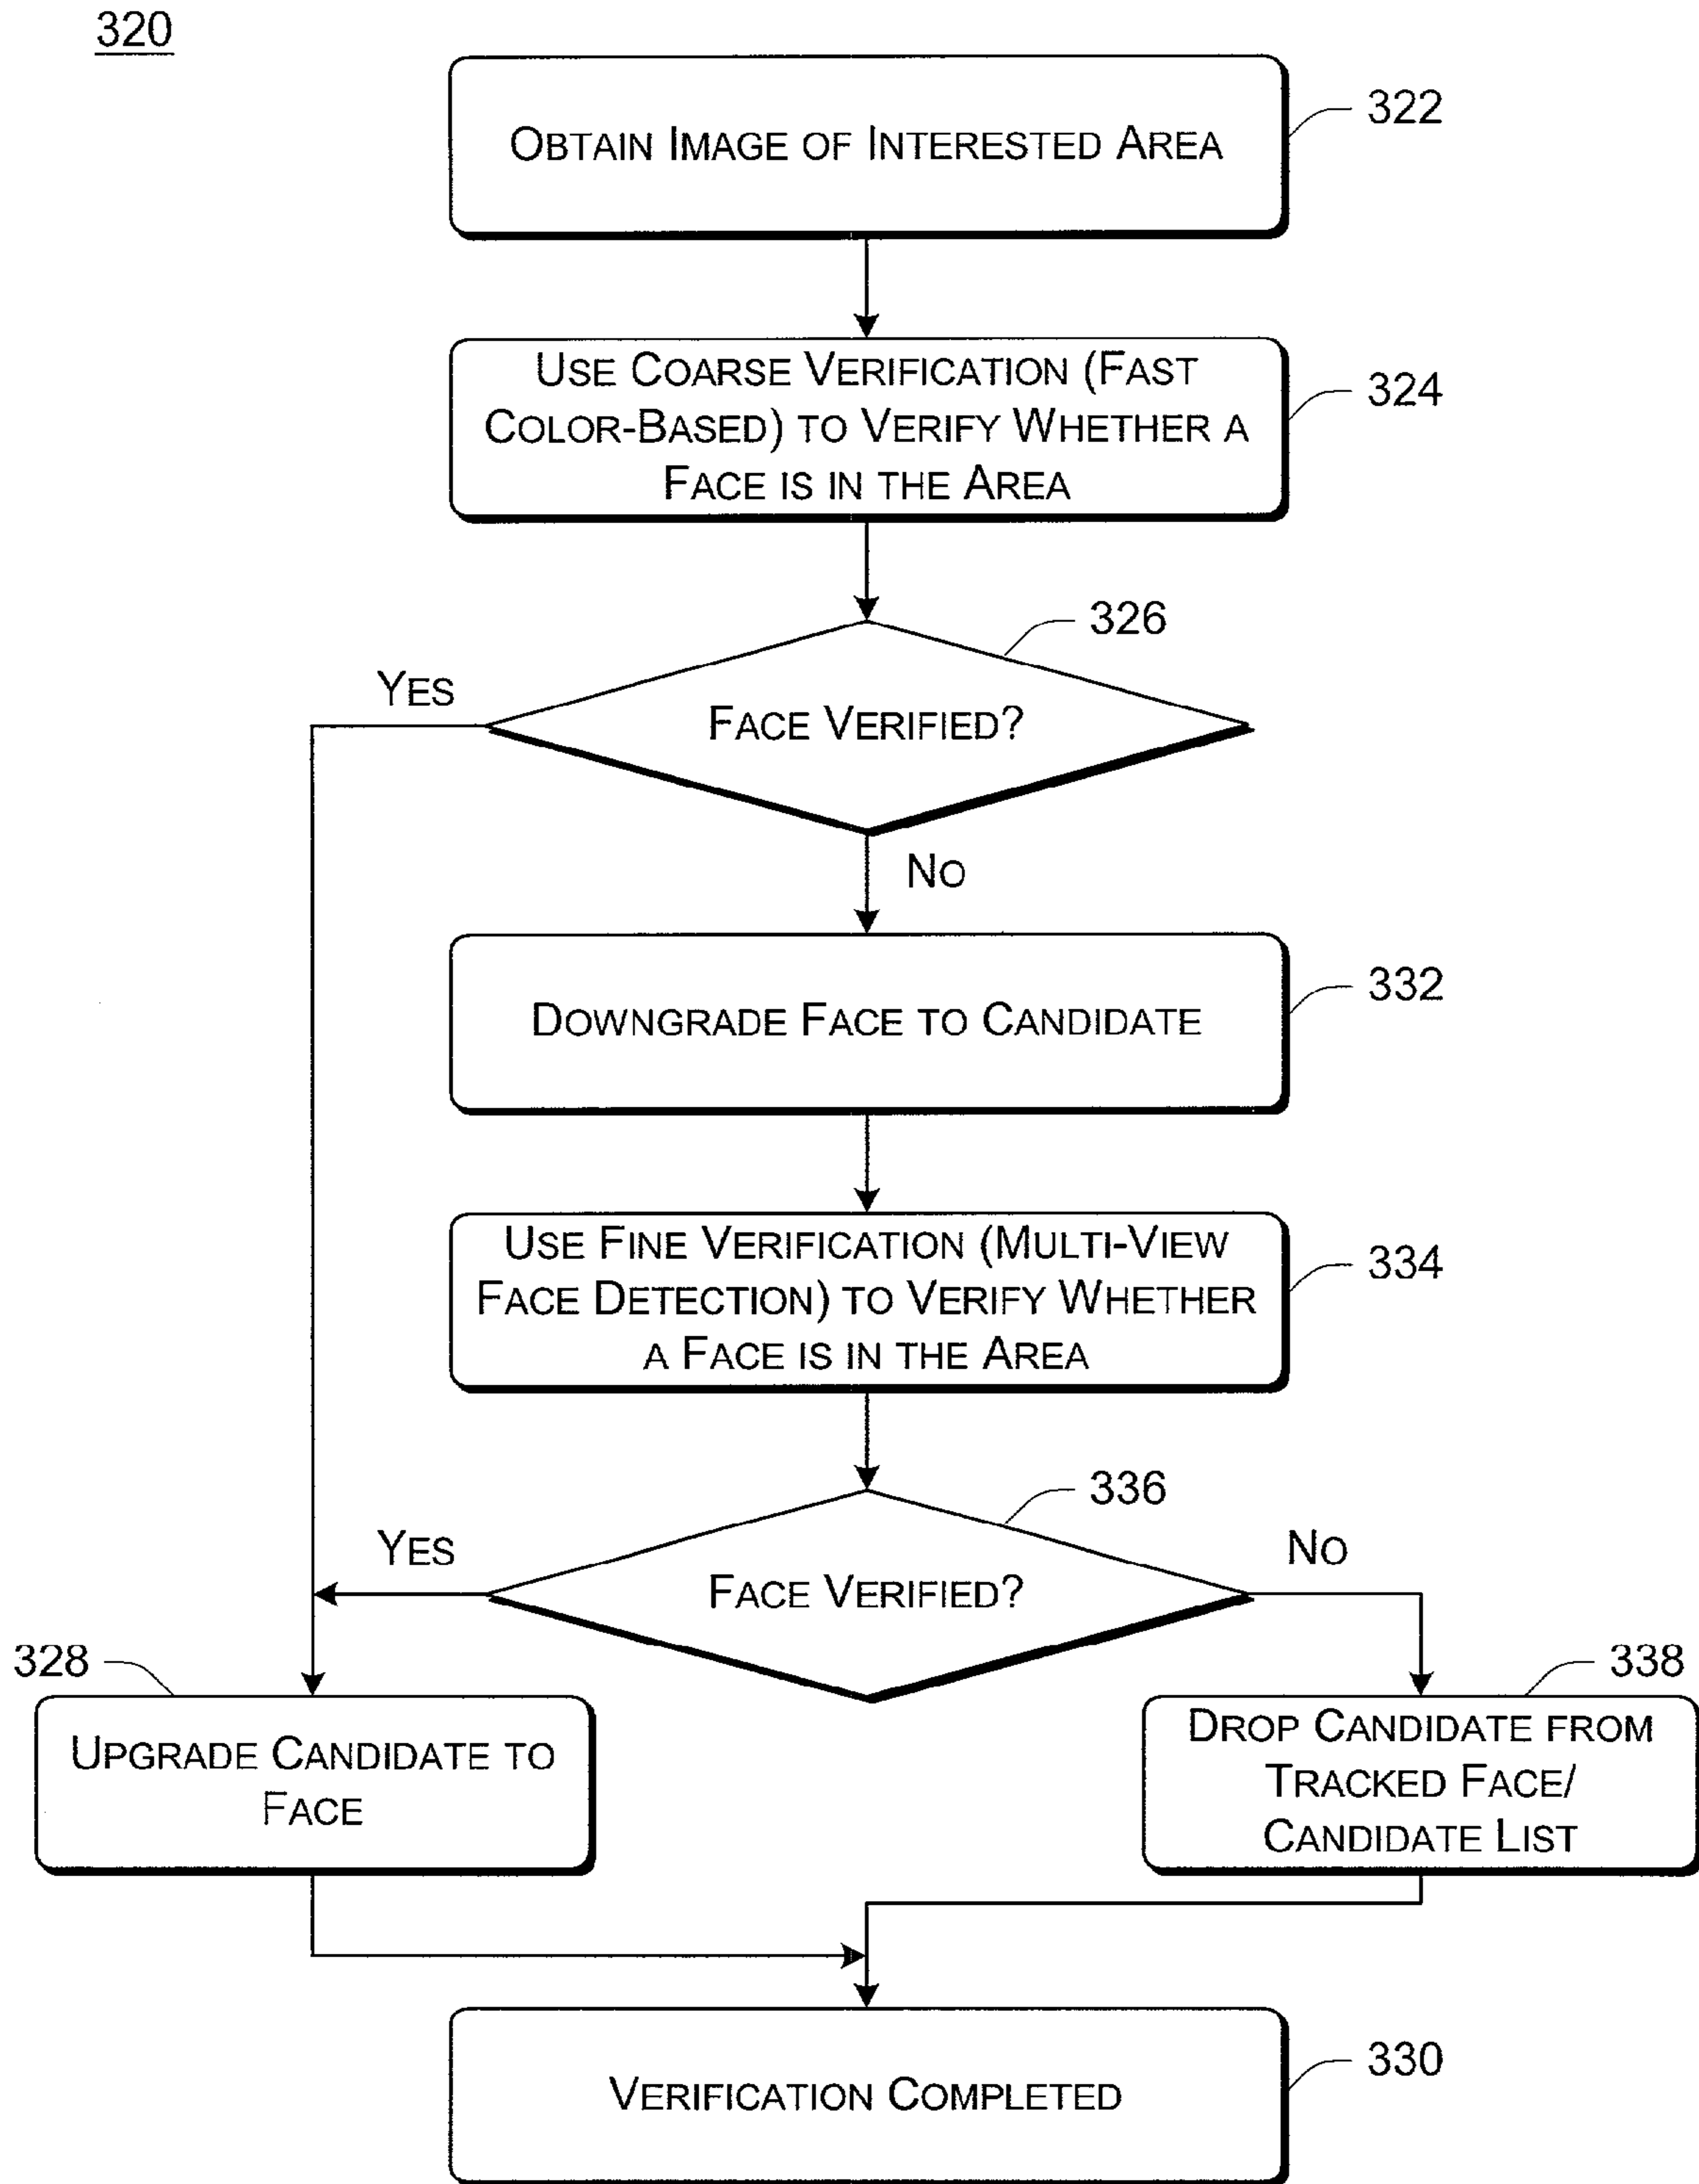 320
OBTAIN IMAGE OF INTERESTED AREA
322
USE COARSE VERIFICATION (FAST
COLOR-BASED) TO VERIFY WHETHER A
FACE IS IN THE AREA
324
326
YES
FACE VERIFIED?
NO
DOWNGRADE FACE TO CANDIDATE
332
USE FINE VERIFICATION (MULTI-VIEW
FACE DETECTION) TO VERIFY WHETHER
A FACE IS IN THE AREA
334
336
YES
FACE VERIFIED?
NO
328
UPGRADE CANDIDATE TO
FACE
338
DROP CANDIDATE FROM
TRACKED FACE/
CANDIDATE LIST
VERIFICATION COMPLETED
330